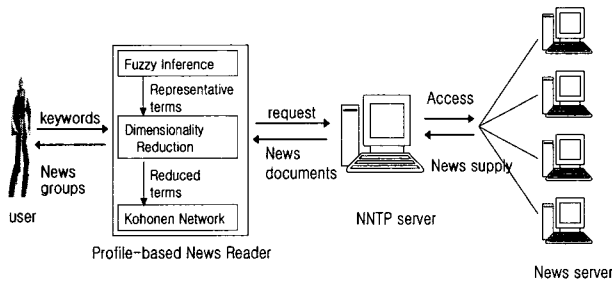 user
keywords
News
groups
Fuzzy Inference
Representative
terms
Dimensionality
Reduction
Reduced
terms
Kohonen Network
Profile-based News Reader
request
News
documents
NNTP server
Access
News supply
News server